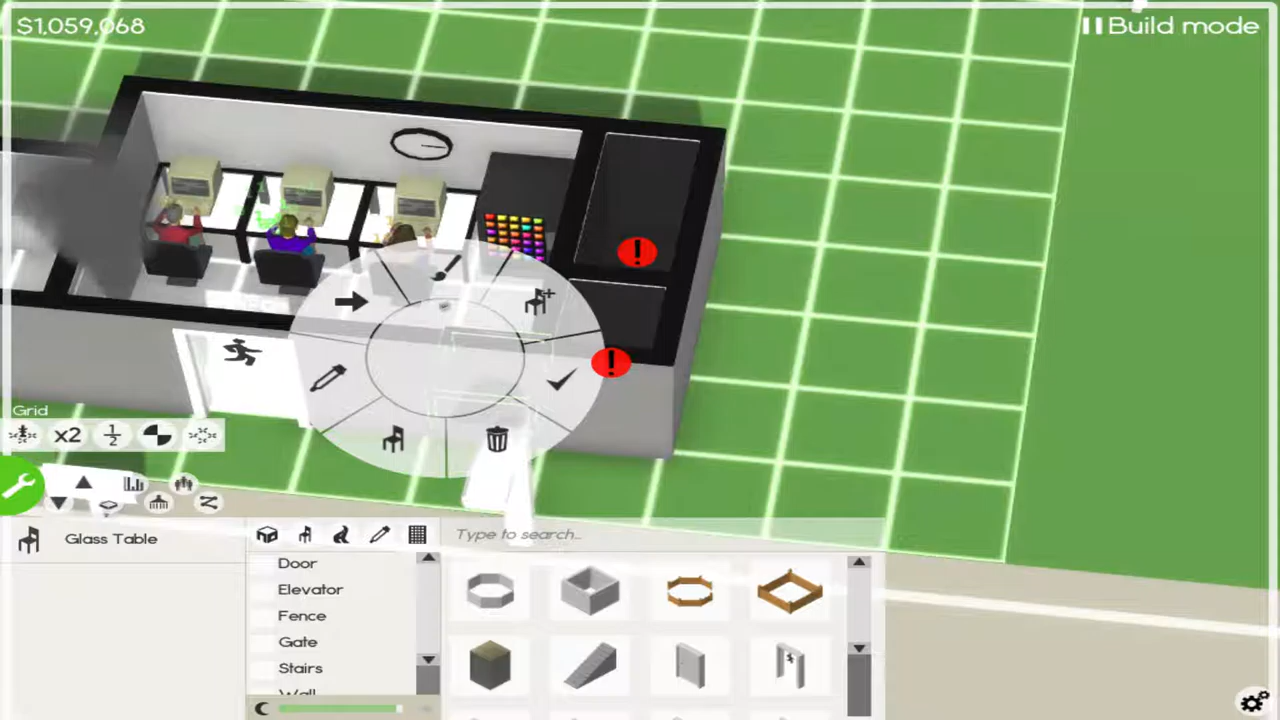 $1,059,068
Build mode
Grid
x2
1/2
Glass Table
Type to search...
Door
Elevator
Fence
Gate
Stairs
Wall